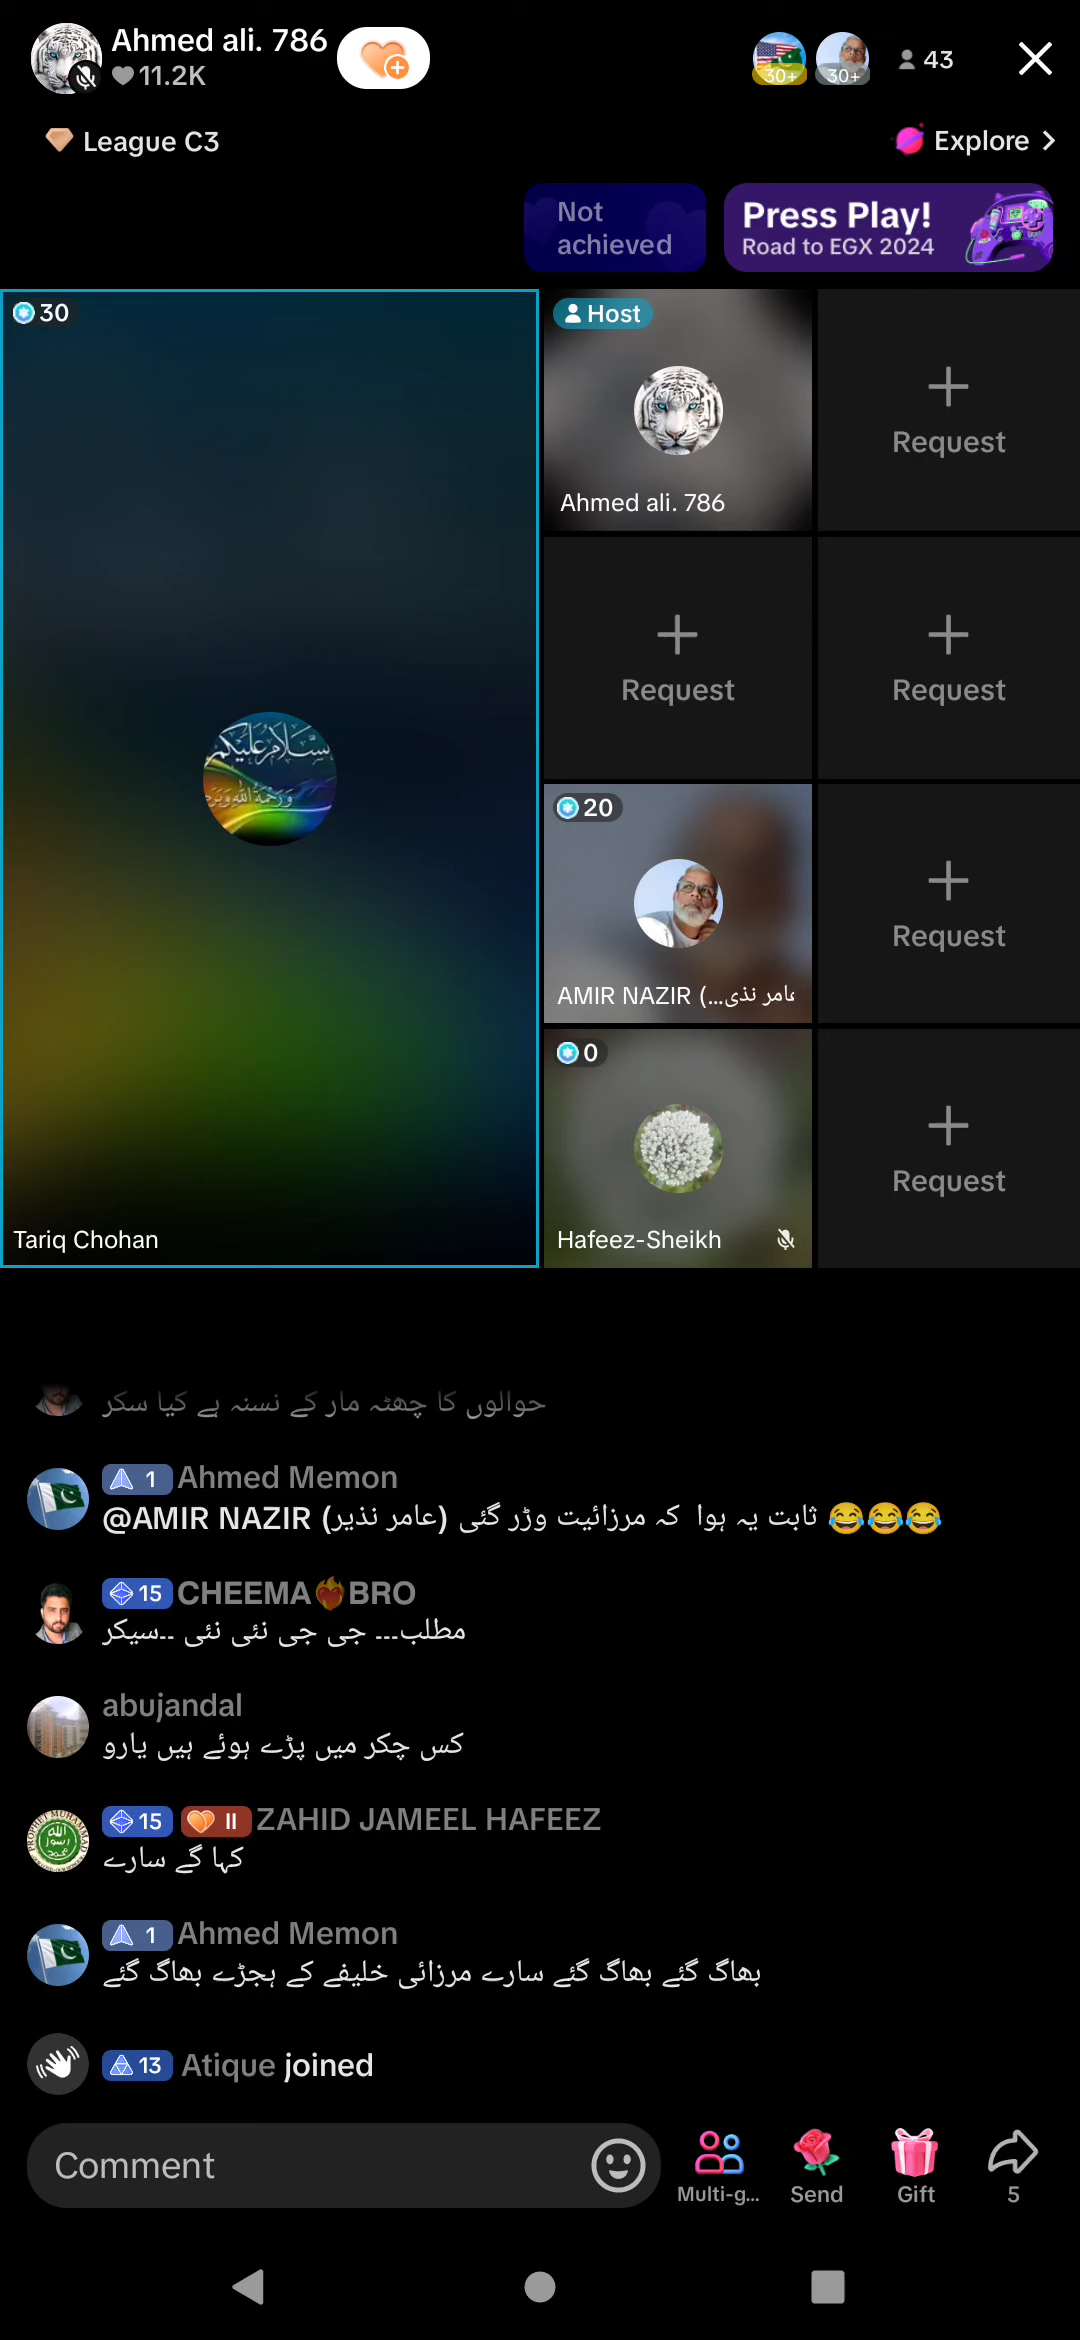 Ahmed ali. 786
11.2K
30+
30+
43
League C3
Explore
Not
achieved
Press Play!
Road to EGX 2024
30
Tariq Chohan
Host
Ahmed ali. 786
Request
Request
Request
20
AMIR NAZIR (...عامر نذی
Request
0
Hafeez-Sheikh
Request
حوالوں کا چھٹہ مار کے نسنہ ہے کیا سکر
1 Ahmed Memon
@AMIR NAZIR (عامر نذیر) ثابت یہ ہوا کہ مرزائیت وڑر گئی 😂😂😂
15 CHEEMA❤️‍🔥BRO
مطلب... جی جی نئی نئی ..سیکر
abujandal
کس چکر میں پڑے ہوئے ہیں یارو
15 II ZAHID JAMEEL HAFEEZ
کہا گے سارے
1 Ahmed Memon
بھاگ گئے بھاگ گئے سارے مرزائی خلیفے کے ہجڑے بھاگ گئے
13 Atique joined
Comment
Multi-g...
Send
Gift
5